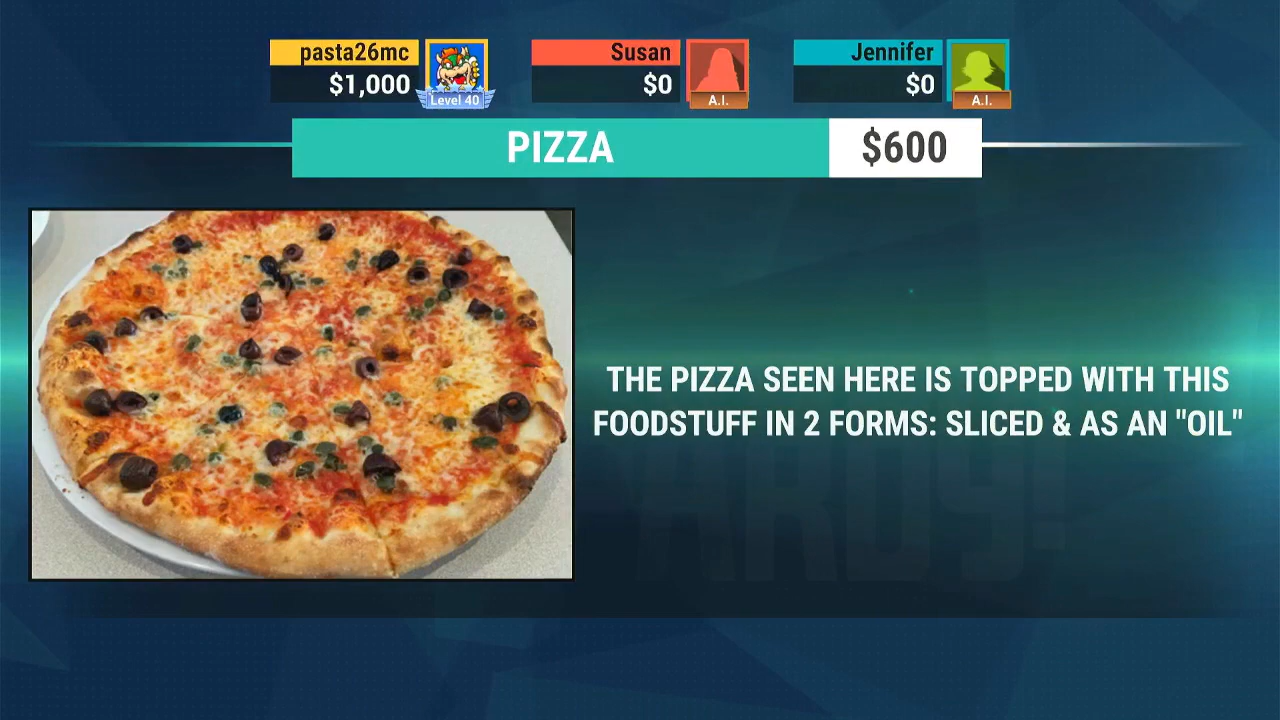 pasta26mc
$1,000
Level 40
Susan
$0
A.I.
Jennifer
$0
A.I.
PIZZA
$600
THE PIZZA SEEN HERE IS TOPPED WITH THIS
FOODSTUFF IN 2 FORMS: SLICED & AS AN "OIL"